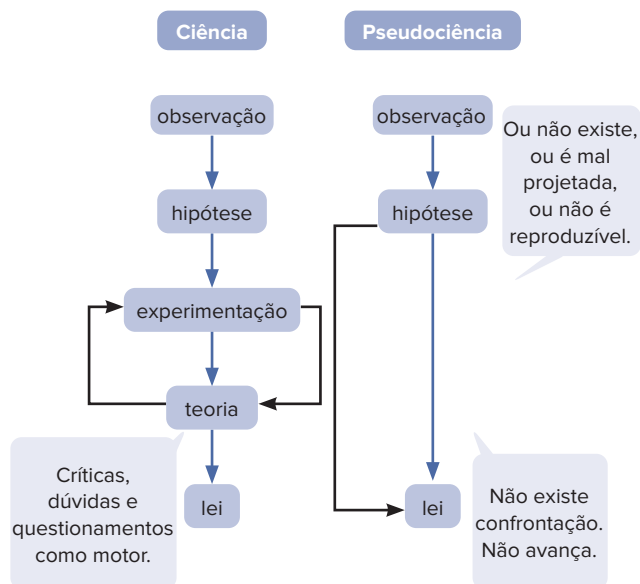 Ciência
Pseudociência
observação
observação
Ou não existe,
ou é mal
projetada,
ou não é
reproduzível.
hipótese
hipótese
experimentação
teoria
Críticas,
dúvidas e
questionamentos
como motor.
lei
lei
Não existe
confrontação.
Não avança.